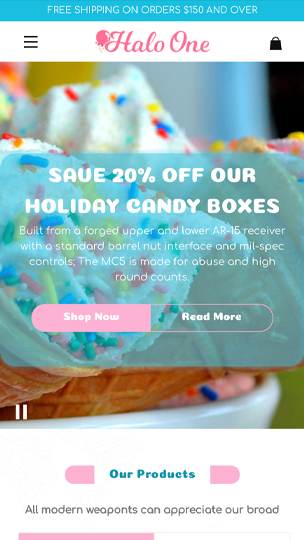 FREE SHIPPING ON ORDERS $150 AND OVER
Halo One
SAVE 20% OFF OUR
HOLIDAY CANDY BOXES
Built from a forged upper and lower AR-15 receiver
with a standard barrel nut interface and mil-spec
controls; The MC5 is made for abuse and high
round counts.
Shop Now
Read More
Our Products
All modern weaponts can appreciate our broad